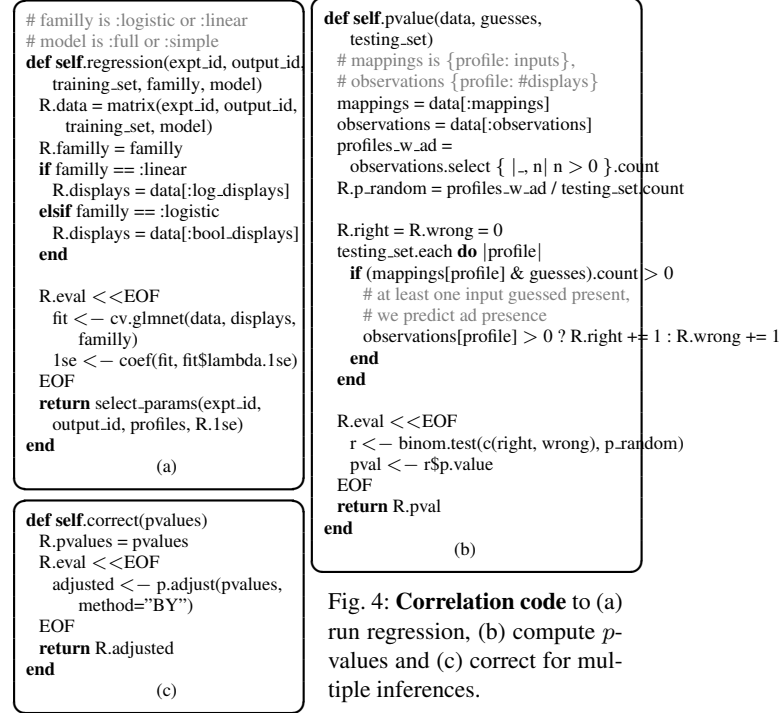 # familly is :logistic or :linear
# model is :full or :simple
def self.regression(expt_id, output_id,
training_set, familly, model)
R.data = matrix(expt_id, output_id,
training_set, model)
R.familly = familly
if familly == :linear
R.displays = data[:log_displays]
elsif familly == :logistic
R.displays = data[:bool_displays]
end
R.eval <<EOF
fit <− cv.glmnet(data, displays,
familly)
1se <− coef(fit, fit$lambda.1se)
EOF
return select_params(expt_id,
output_id, profiles, R.1se)
end
(a)
def self.correct(pvalues)
R.pvalues = pvalues
R.eval <<EOF
adjusted <− p.adjust(pvalues,
method=”BY”)
EOF
return R.adjusted
end
(c)
def self.pvalue(data, guesses,
testing_set)
# mappings is {profile: inputs},
# observations {profile: #displays}
mappings = data[:mappings]
observations = data[:observations]
profiles_w_ad =
observations.select { |_, n| n > 0 }.count
R.p_random = profiles_w_ad / testing_set.count
R.right = R.wrong = 0
testing_set.each do |profile|
if (mappings[profile] & guesses).count > 0
# at least one input guessed present,
# we predict ad presence
observations[profile] > 0 ? R.right += 1 : R.wrong += 1
end
end
R.eval <<EOF
r <− binom.test(c(right, wrong), p_random)
pval <− r$p.value
EOF
return R.pval
end
(b)
Fig. 4: Correlation code to (a)
run regression, (b) compute p-
values and (c) correct for mul-
tiple inferences.